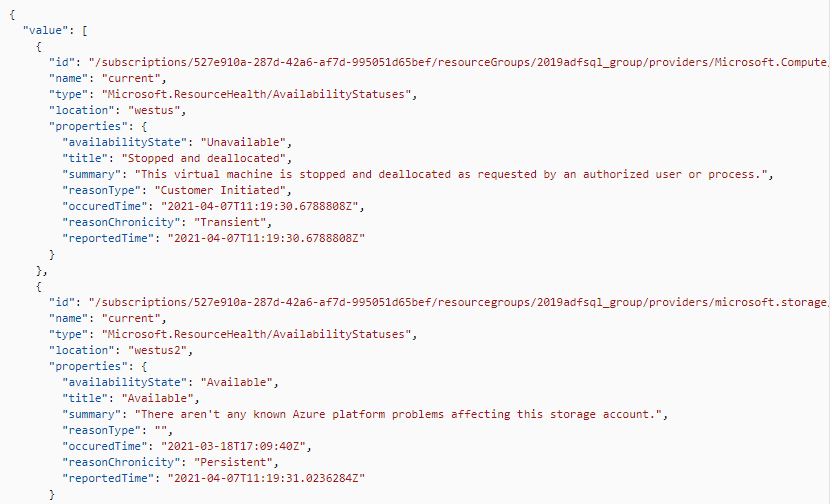 {
"value": [
{
"id": "/subscriptions/527e910a-287d-42a6-af7d-995051d65bef/resourceGroups/2019adfsql_group/providers/Microsoft.Compute
"name": "current",
"type": "Microsoft.ResourceHealth/AvailabilityStatuses",
"location": "westus",
"properties": {
"availabilityState": "Unavailable",
"title": "Stopped and deallocated",
"summary": "This virtual machine is stopped and deallocated as requested by an authorized user or process.",
"reasonType": "Customer Initiated",
"occuredTime": "2021-04-07T11:19:30.6788808Z",
"reasonChronicity": "Transient",
"reportedTime": "2021-04-07T11:19:30.6788808Z"
}
},
{
"id": "/subscriptions/527e910a-287d-42a6-af7d-995051d65bef/resourcegroups/2019adfsql_group/providers/microsoft.storage
"name": "current",
"type": "Microsoft.ResourceHealth/AvailabilityStatuses",
"location": "westus2",
"properties": {
"availabilityState": "Available",
"title": "Available",
"summary": "There aren't any known Azure platform problems affecting this storage account.",
"reasonType": "",
"occuredTime": "2021-03-18T17:09:40Z",
"reasonChronicity": "Persistent",
"reportedTime": "2021-04-07T11:19:31.0236284Z"
}